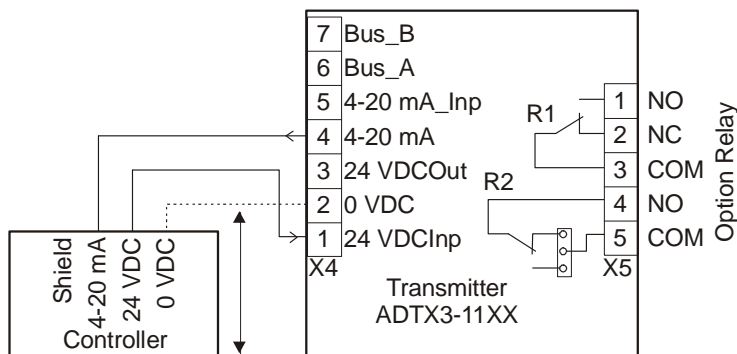 7 Bus_B
6 Bus_A
5 4-20 mA_Inp
4 4-20 mA
3 24 VDCOut
2 0 VDC
1 24 VDCInp
X4
R1
R2
1 NO
2 NC
3 COM
4 NO
5 COM
X5
Option Relay
Transmitter
ADTX3-11XX
Shield
4-20 mA
24 VDC
0 VDC
Controller